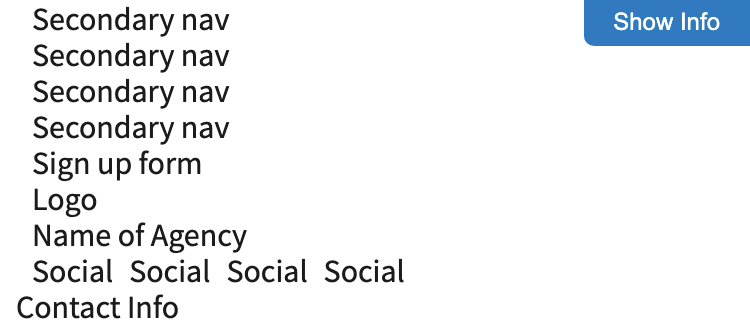 Secondary nav
Show Info
Secondary nav
Secondary nav
Secondary nav
Sign up form
Logo
Name of Agency
Social Social Social Social
Contact Info